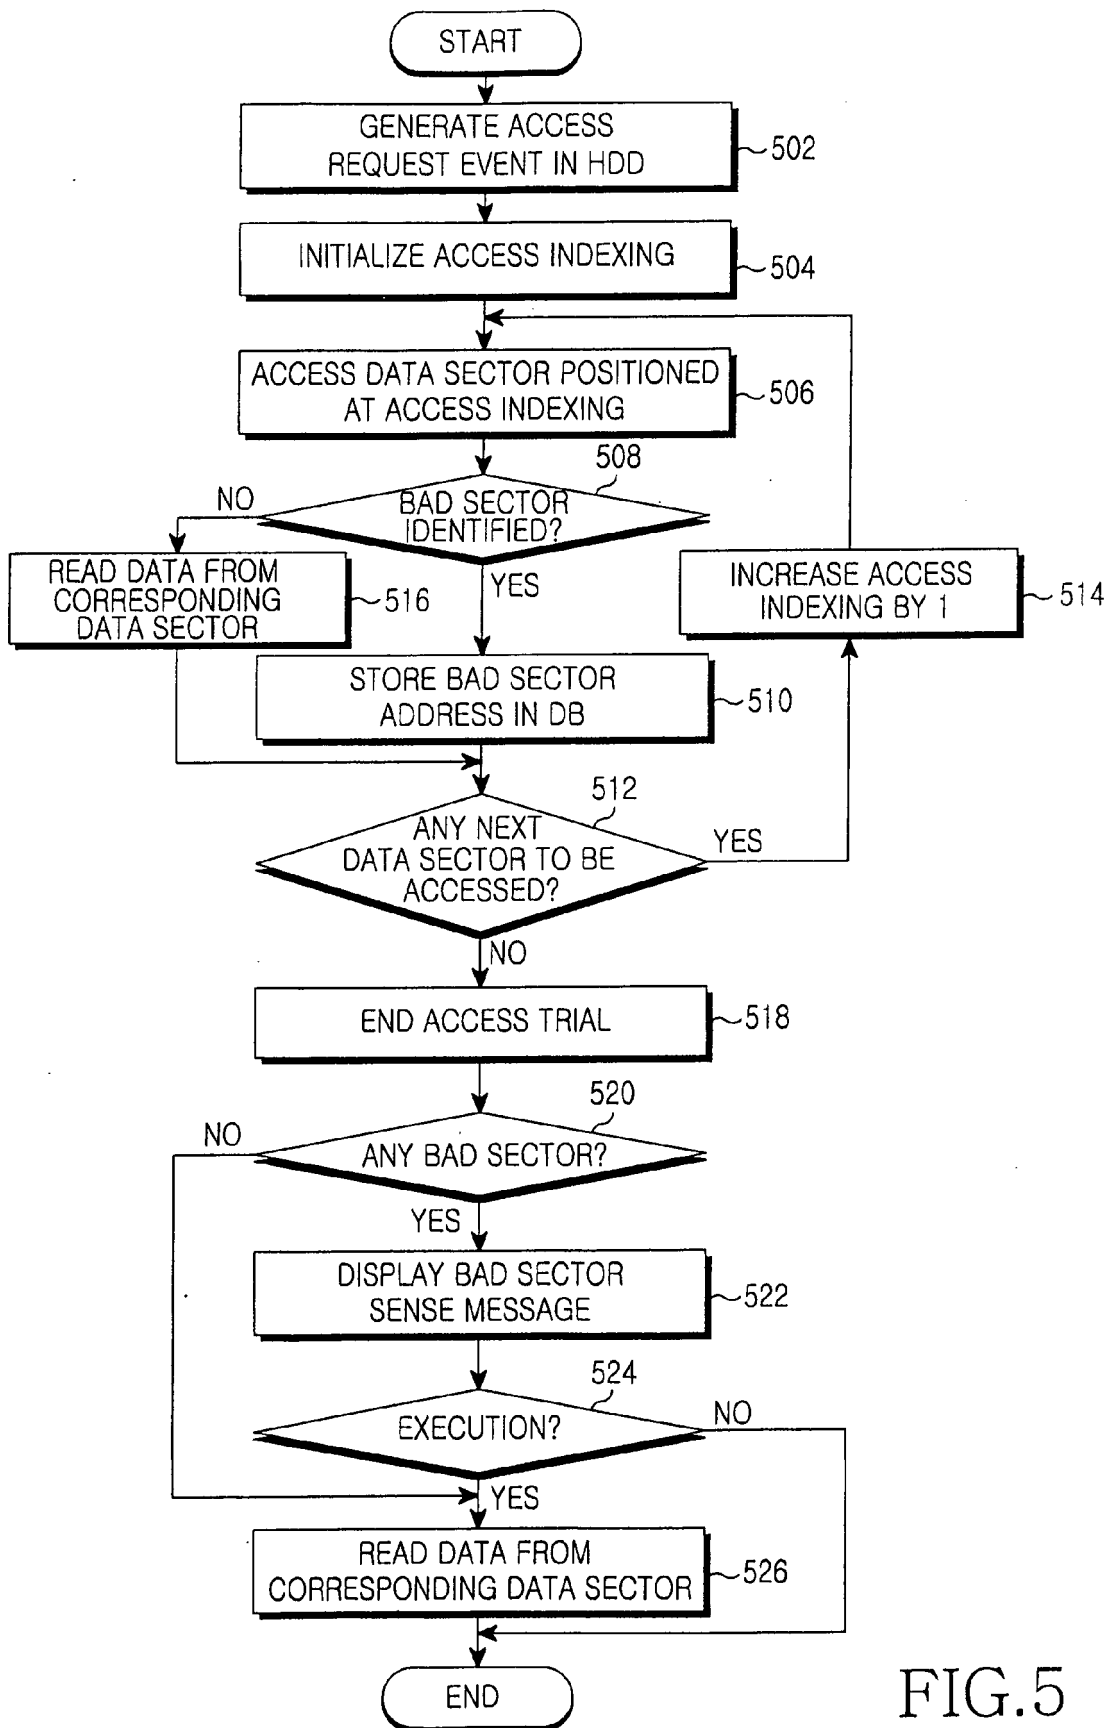 START
GENERATE ACCESS
REQUEST EVENT IN HDD
502
INITIALIZE ACCESS INDEXING
504
ACCESS DATA SECTOR POSITIONED
AT ACCESS INDEXING
506
508
NO
BAD SECTOR
IDENTIFIED?
YES
READ DATA FROM
CORRESPONDING
DATA SECTOR
516
INCREASE ACCESS
INDEXING BY 1
514
STORE BAD SECTOR
ADDRESS IN DB
510
512
ANY NEXT
DATA SECTOR TO BE
ACCESSED?
YES
NO
END ACCESS TRIAL
518
520
NO
ANY BAD SECTOR?
YES
DISPLAY BAD SECTOR
SENSE MESSAGE
522
524
EXECUTION?
NO
YES
READ DATA FROM
CORRESPONDING DATA SECTOR
526
END
FIG.5